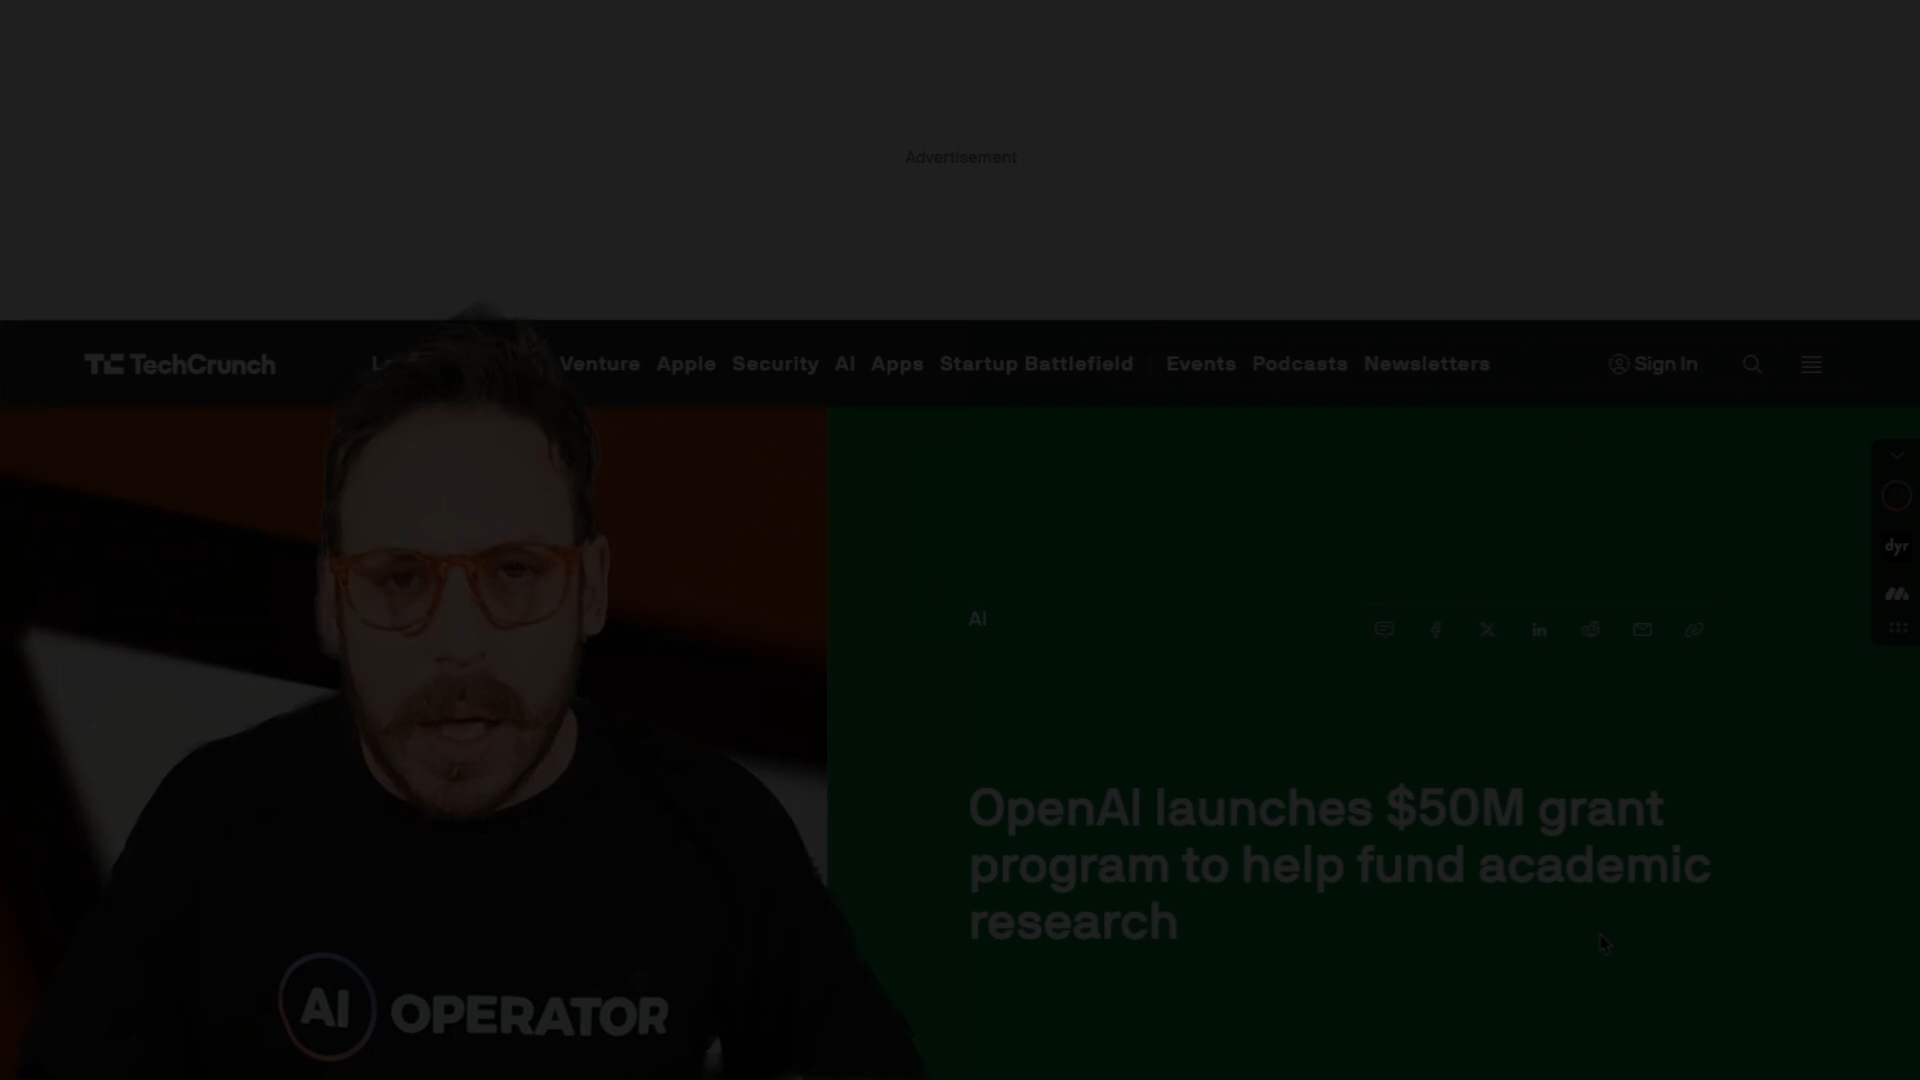 Advertisement
TechCrunch
Venture Apple Security AI Apps Startup Battlefield Events Podcasts Newsletters
Sign In
dyr
AI
OpenAI launches $50M grant
program to help fund academic
research
AI OPERATOR